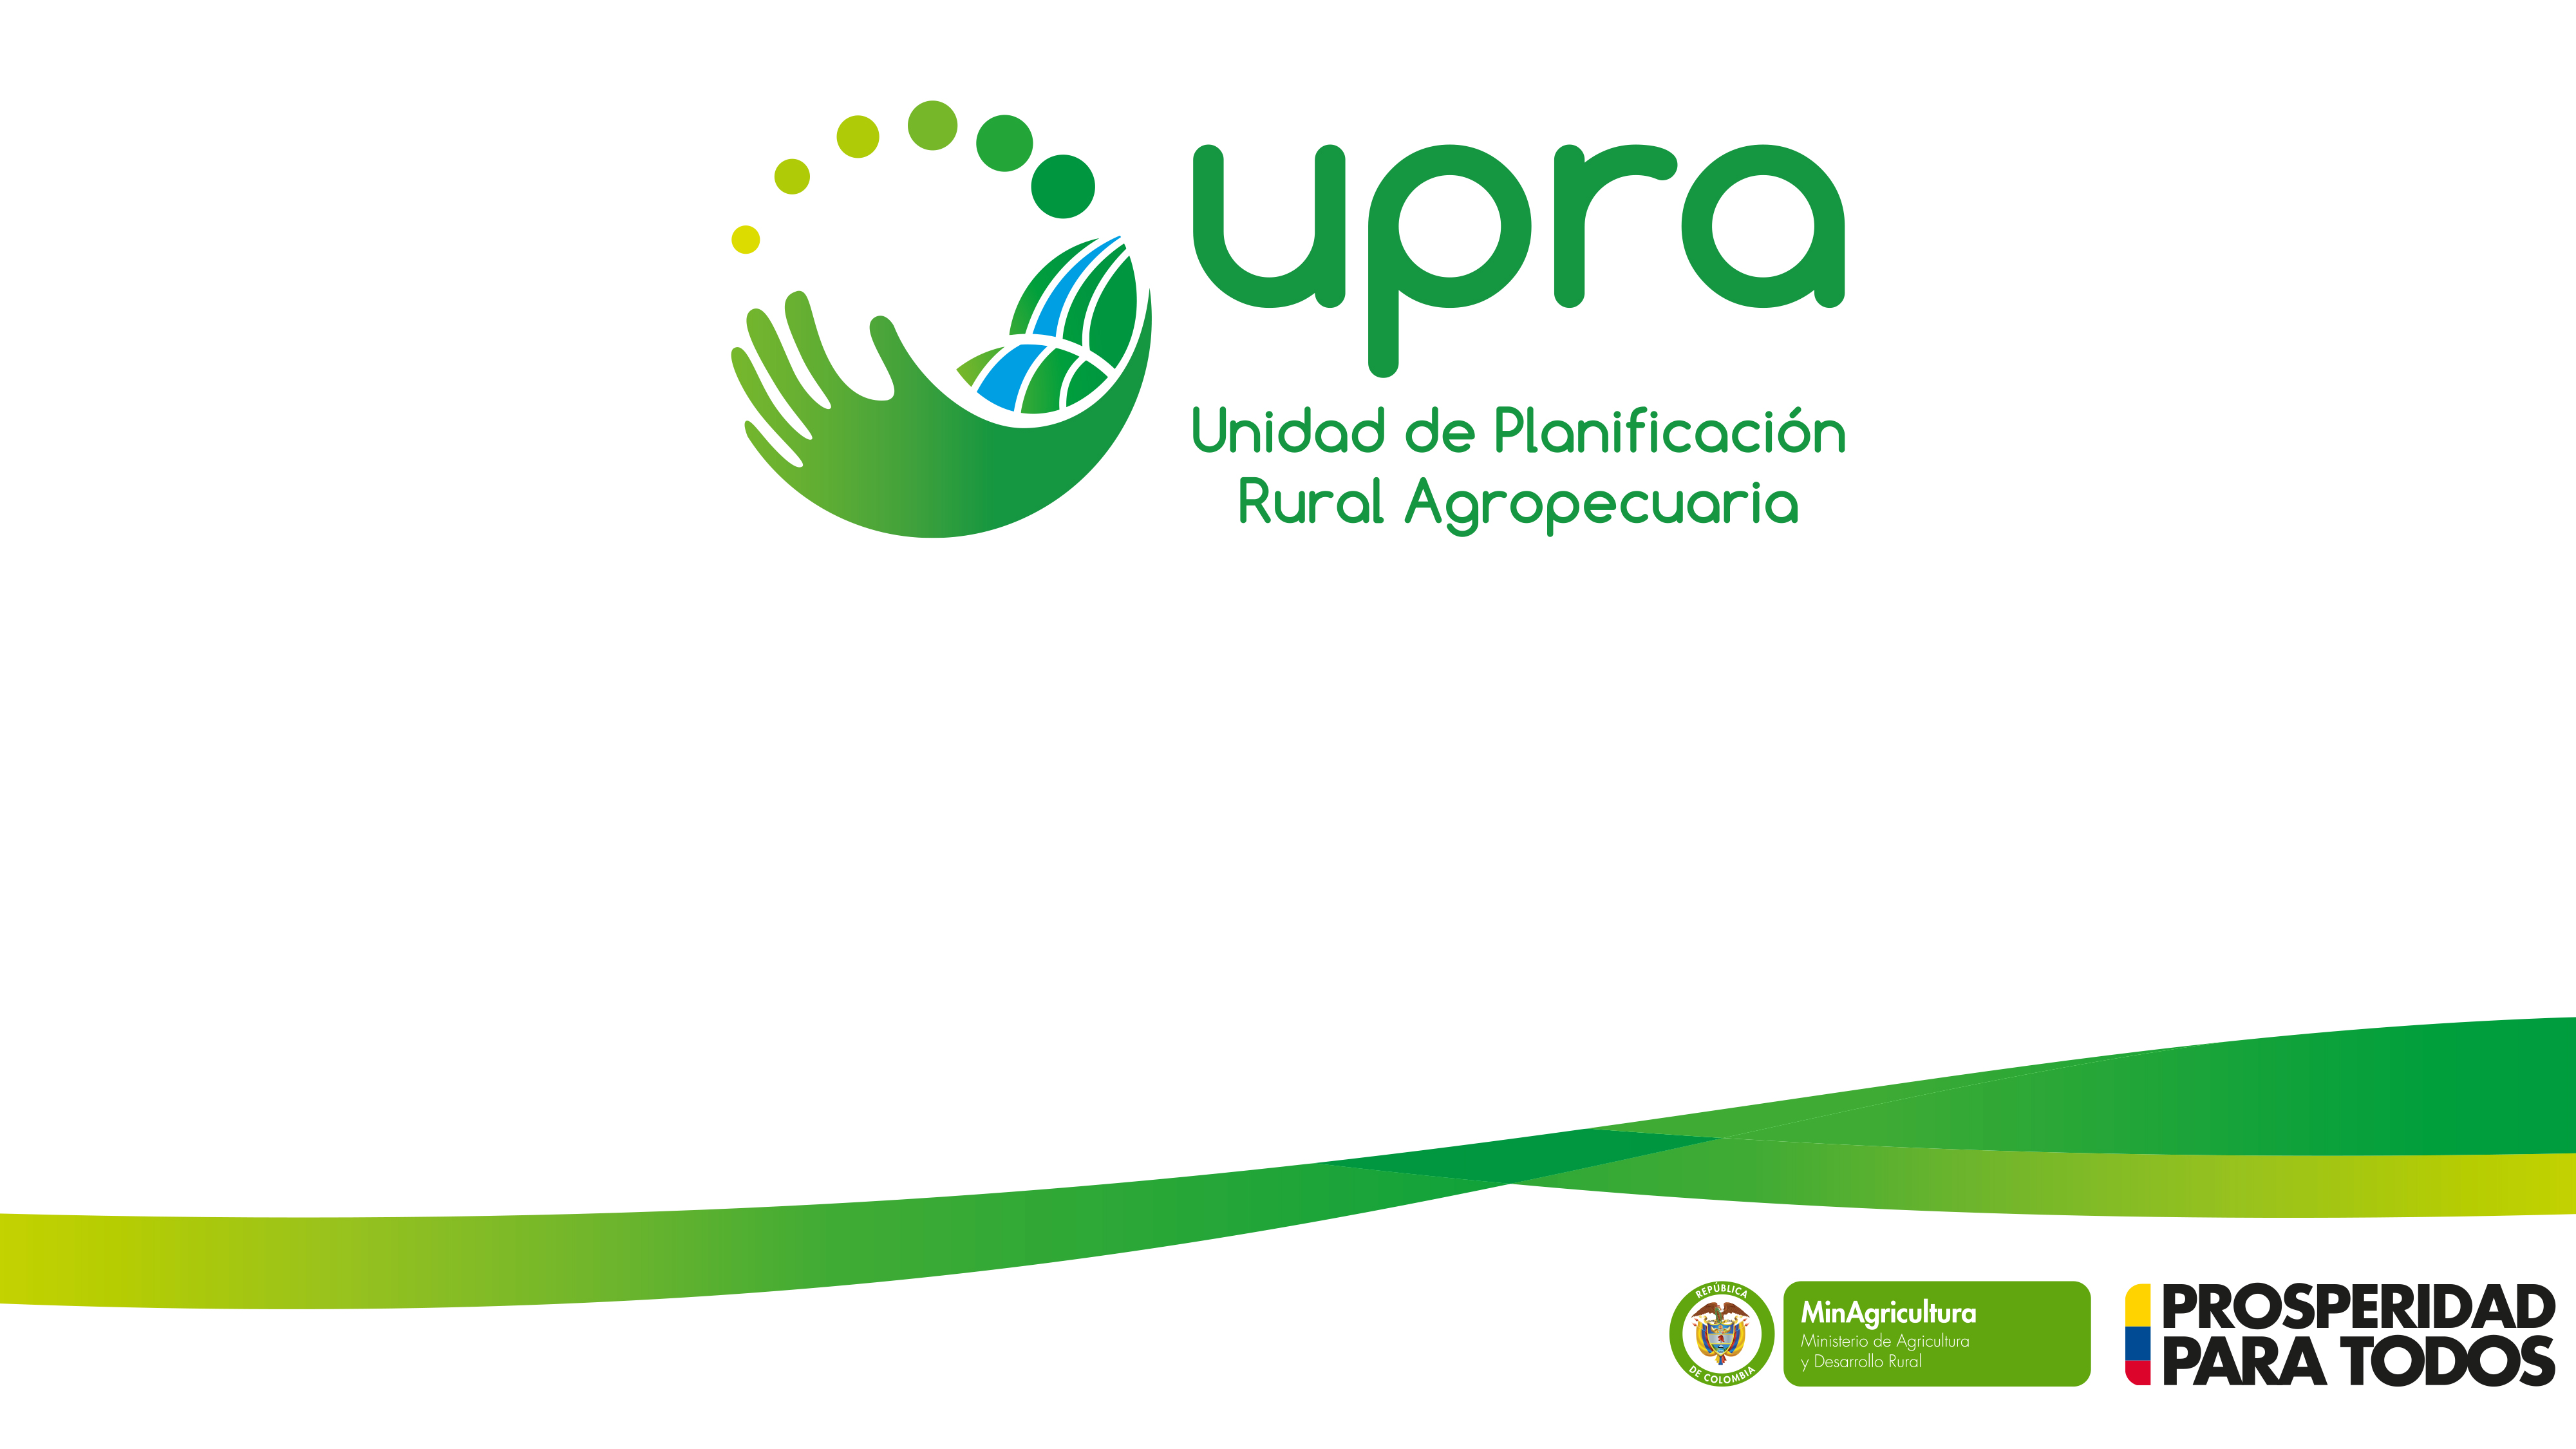 upra
Unidad de Planificación
Rural Agropecuaria
REPÚBLICA
DE COLOMBIA
MinAgricultura
Ministerio de Agricultura
y Desarrollo Rural
PROSPERIDAD
PARA TODOS